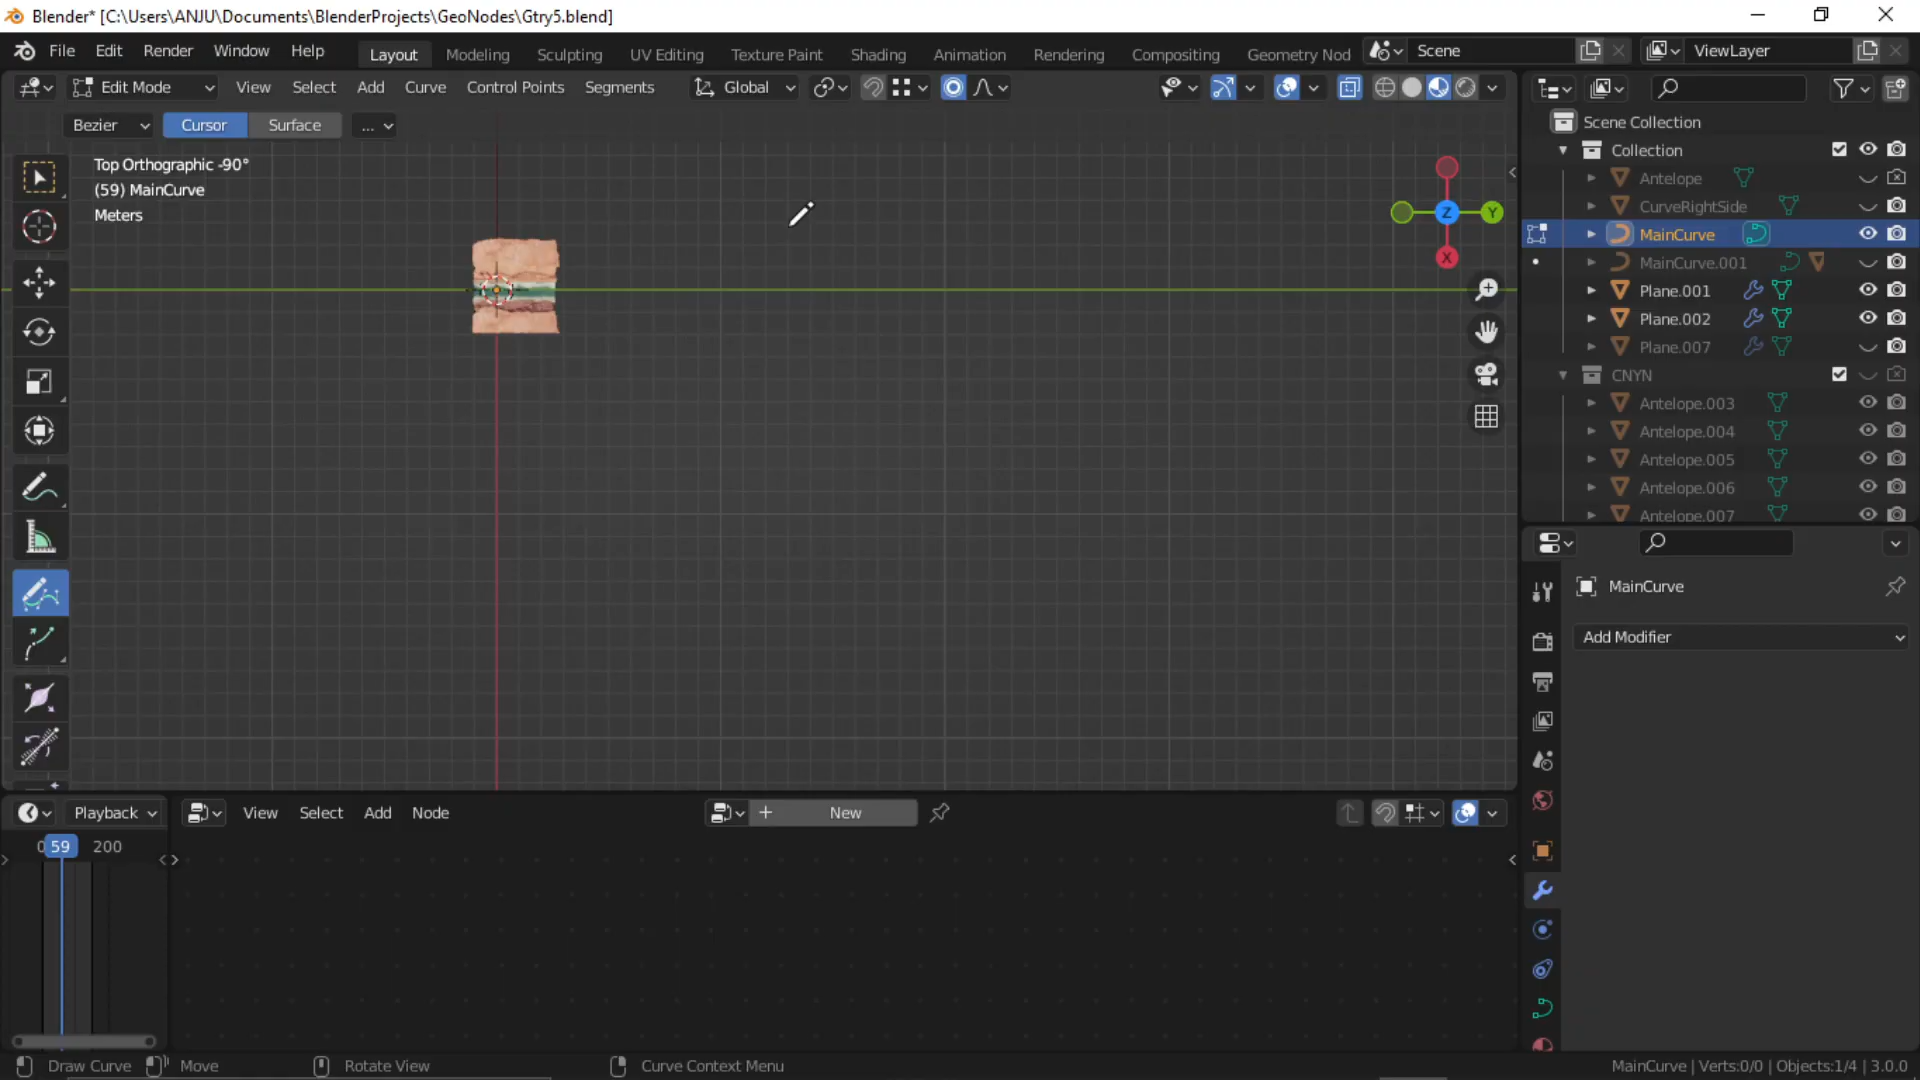 Blender* [C:\Users\ANJU\Documents\BlenderProjects\GeoNodes\Gtry5.blend]
File Edit Render Window Help Layout Modeling Sculpting UV Editing Texture Paint Shading Animation Rendering Compositing Geometry Nod Scene ViewLayer
Edit Mode View Select Add Curve Control Points Segments Global
Bezier Cursor Surface ...
Top Orthographic -90°
(59) MainCurve
Meters
Z Y
X
Scene Collection
Collection
Antelope
CurveRightSide
MainCurve
MainCurve.001
Plane.001
Plane.002
Plane.007
CNYN
Antelope.003
Antelope.004
Antelope.005
Antelope.006
Antelope.007
MainCurve
Add Modifier
Playback View Select Add Node New
0 59 200
Draw Curve Move Rotate View Curve Context Menu MainCurve | Verts:0/0 | Objects:1/4 | 3.0.0